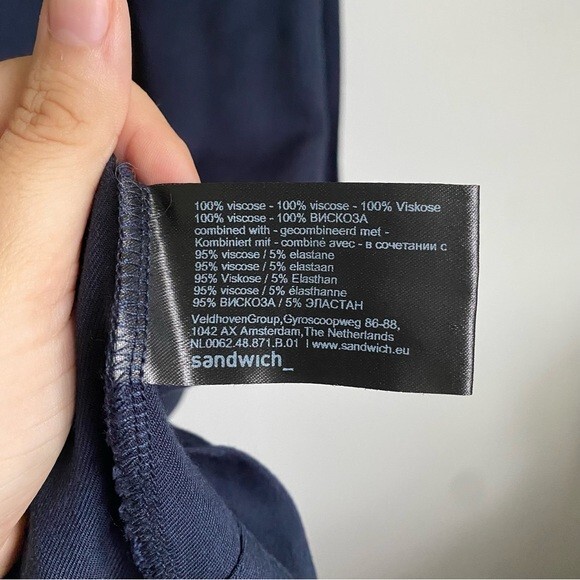 100% viscose - 100% viscose - 100% Viskose
100% viscose - 100% ВИСКОЗА
combined with - gecombineerd met -
Kombiniert mit - combiné avec - в сочетании с
95% viscose / 5% elastane
95% viscose / 5% elastaan
95% Viskose / 5% Elasthan
95% viscose / 5% élasthanne
95% ВИСКОЗА / 5% ЭЛАСТАН
VeldhovenGroup,Gyroscoopweg 86-88,
1042 AX Amsterdam,The Netherlands
NL0062.48.871.B.01 | www.sandwich.eu
sandwich_